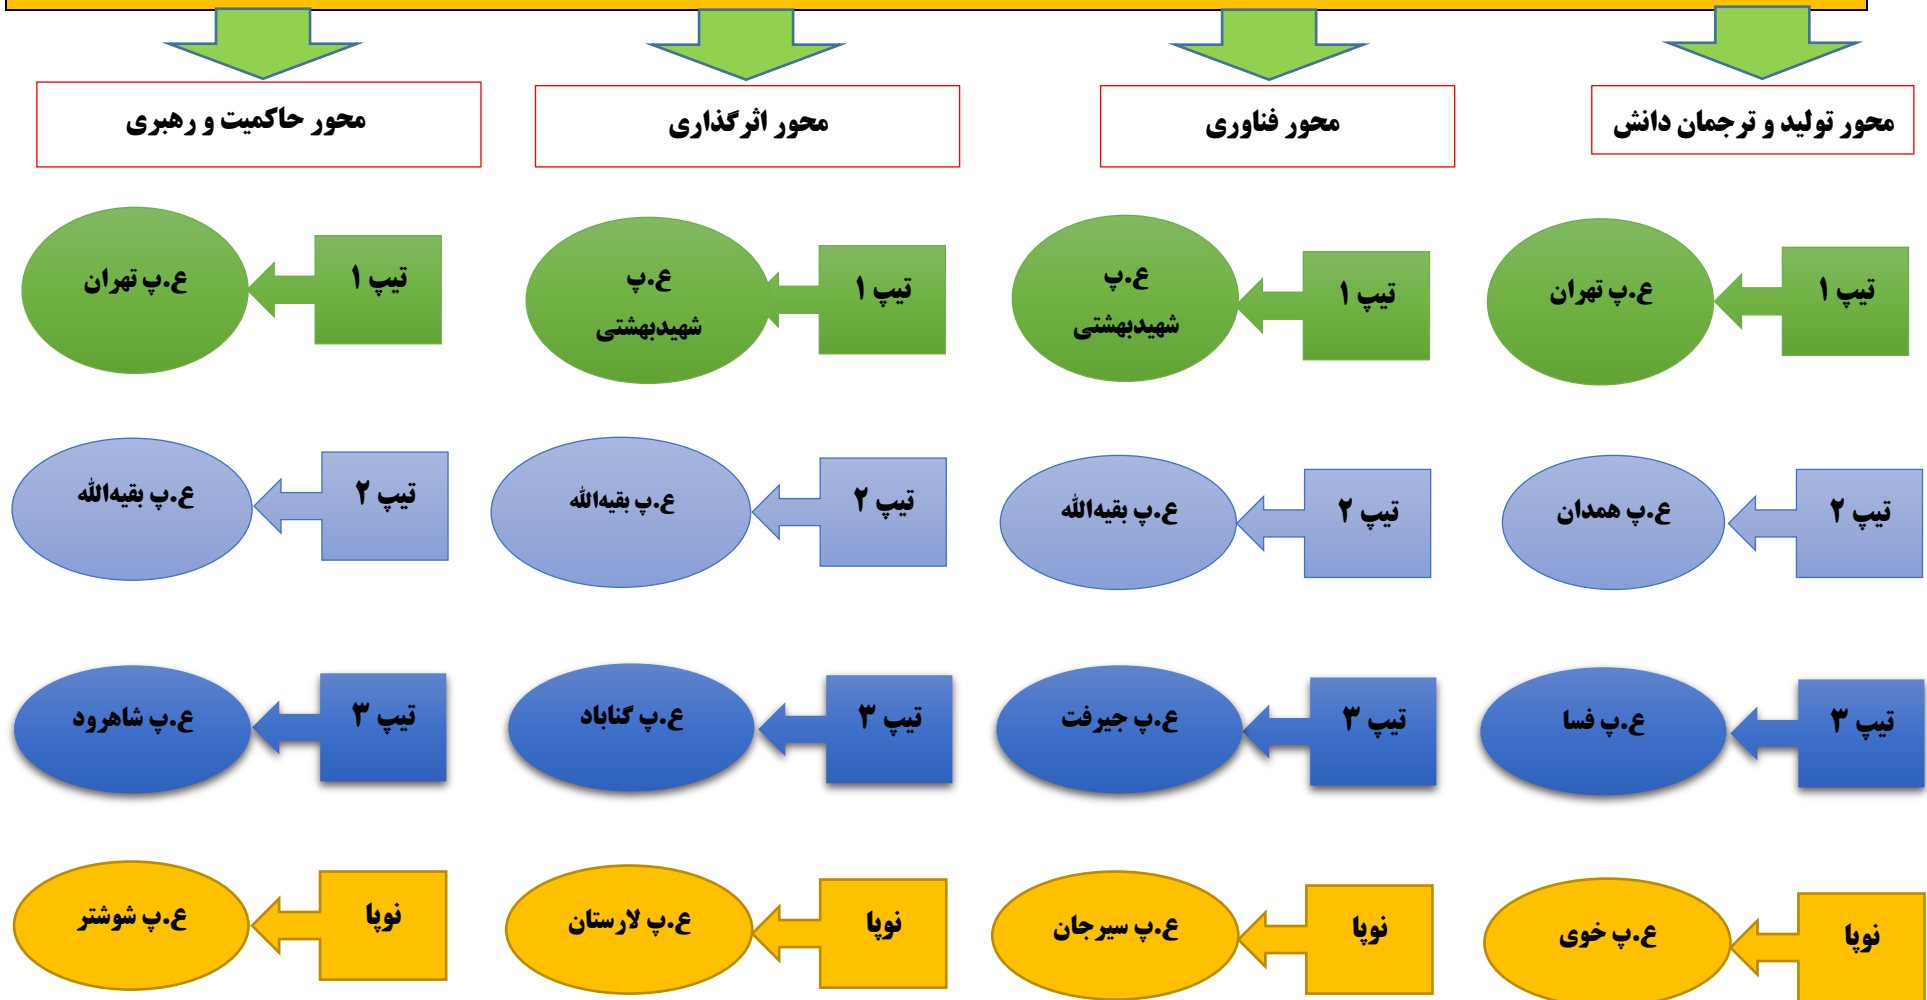 محور تولید و ترجمان دانش
محور فناوری
محور اثرگذاری
محور حاکمیت و رهبری
تیپ ۱
ع.پ تهران
تیپ ۱
ع.پ
شهیدبهشتی
تیپ ۱
ع.پ
شهیدبهشتی
تیپ ۱
ع.پ تهران
تیپ ۲
ع.پ همدان
تیپ ۲
ع.پ بقیه‌الله
تیپ ۲
ع.پ بقیه‌الله
تیپ ۲
ع.پ بقیه‌الله
تیپ ۳
ع.پ فسا
تیپ ۳
ع.پ جیرفت
تیپ ۳
ع.پ گناباد
تیپ ۳
ع.پ شاهرود
نوپا
ع.پ خوی
نوپا
ع.پ سیرجان
نوپا
ع.پ لارستان
نوپا
ع.پ شوشتر